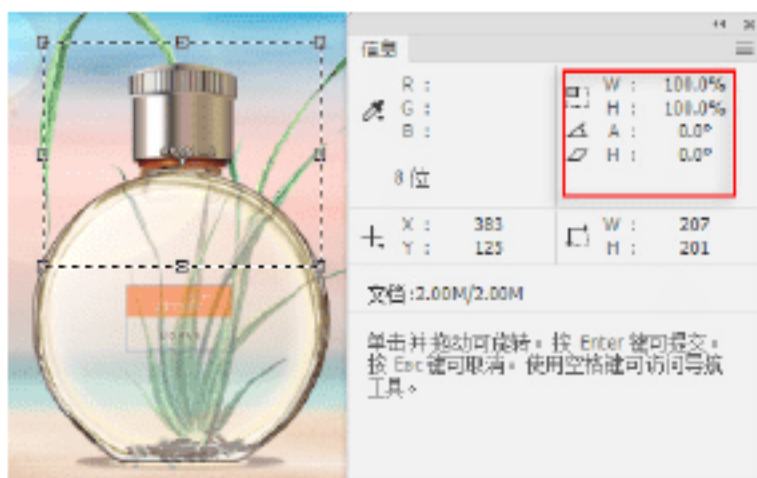 信息
R :
G :
B :
8 位
W : 100.0%
H : 100.0%
A : 0.0°
H : 0.0°
X : 383
Y : 125
W : 207
H : 201
文档:2.00M/2.00M
单击并拖动可旋转。按 Enter 键可提交。
按 Esc 键可取消。使用空格键可访问导航
工具。